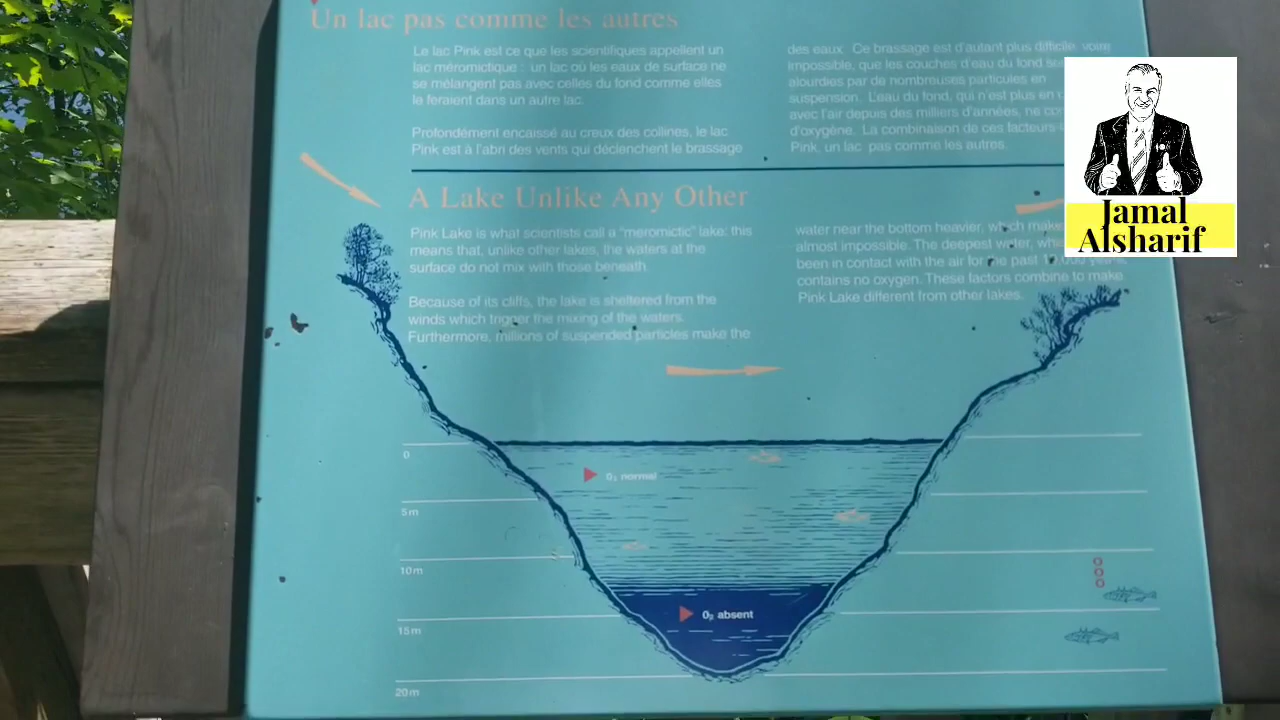 Un lac pas comme les autres
Le lac Pink est ce que les scientifiques appellent un
lac méromictique : un lac où les eaux de surface ne
se mélangent pas avec celles du fond comme elles
le feraient dans un autre lac.
Profondément encaissé au creux des collines, le lac
Pink est à l'abri des vents qui déclenchent le brassage
des eaux. Ce brassage est d'autant plus difficile, voire
impossible, que les couches d'eau du fond
alourdies par de nombreuses particules en
suspension. L'eau du fond, qui n'est plus en
avec l'air depuis des milliers d'années, ne
d'oxygène. La combinaison de ces facteurs
Pink, un lac pas comme les autres.
A Lake Unlike Any Other
Pink Lake is what scientists call a "meromictic" lake: this
means that, unlike other lakes, the waters at the
surface do not mix with those beneath.
Because of its cliffs, the lake is sheltered from the
winds which trigger the mixing of the waters.
Furthermore, millions of suspended particles make the
water near the bottom heavier, which makes
almost impossible. The deepest water,
been in contact with the air for the past 10,000 years,
contains no oxygen. These factors combine to make
Pink Lake different from other lakes.
Jamal
Alsharif
0
O₂ normal
5 m
10 m
O₂ absent
15 m
20 m